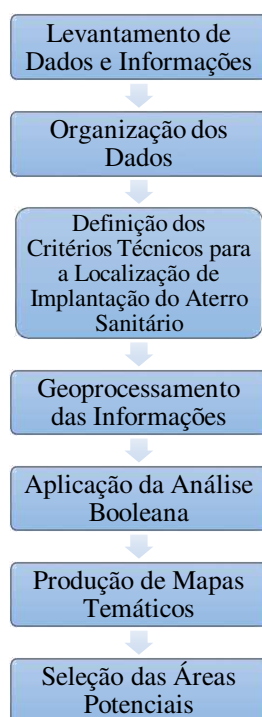 Levantamento de
Dados e Informações
Organização dos
Dados
Definição dos
Critérios Técnicos para
a Localização de
Implantação do Aterro
Sanitário
Geoprocessamento
das Informações
Aplicação da Análise
Booleana
Produção de Mapas
Temáticos
Seleção das Áreas
Potenciais